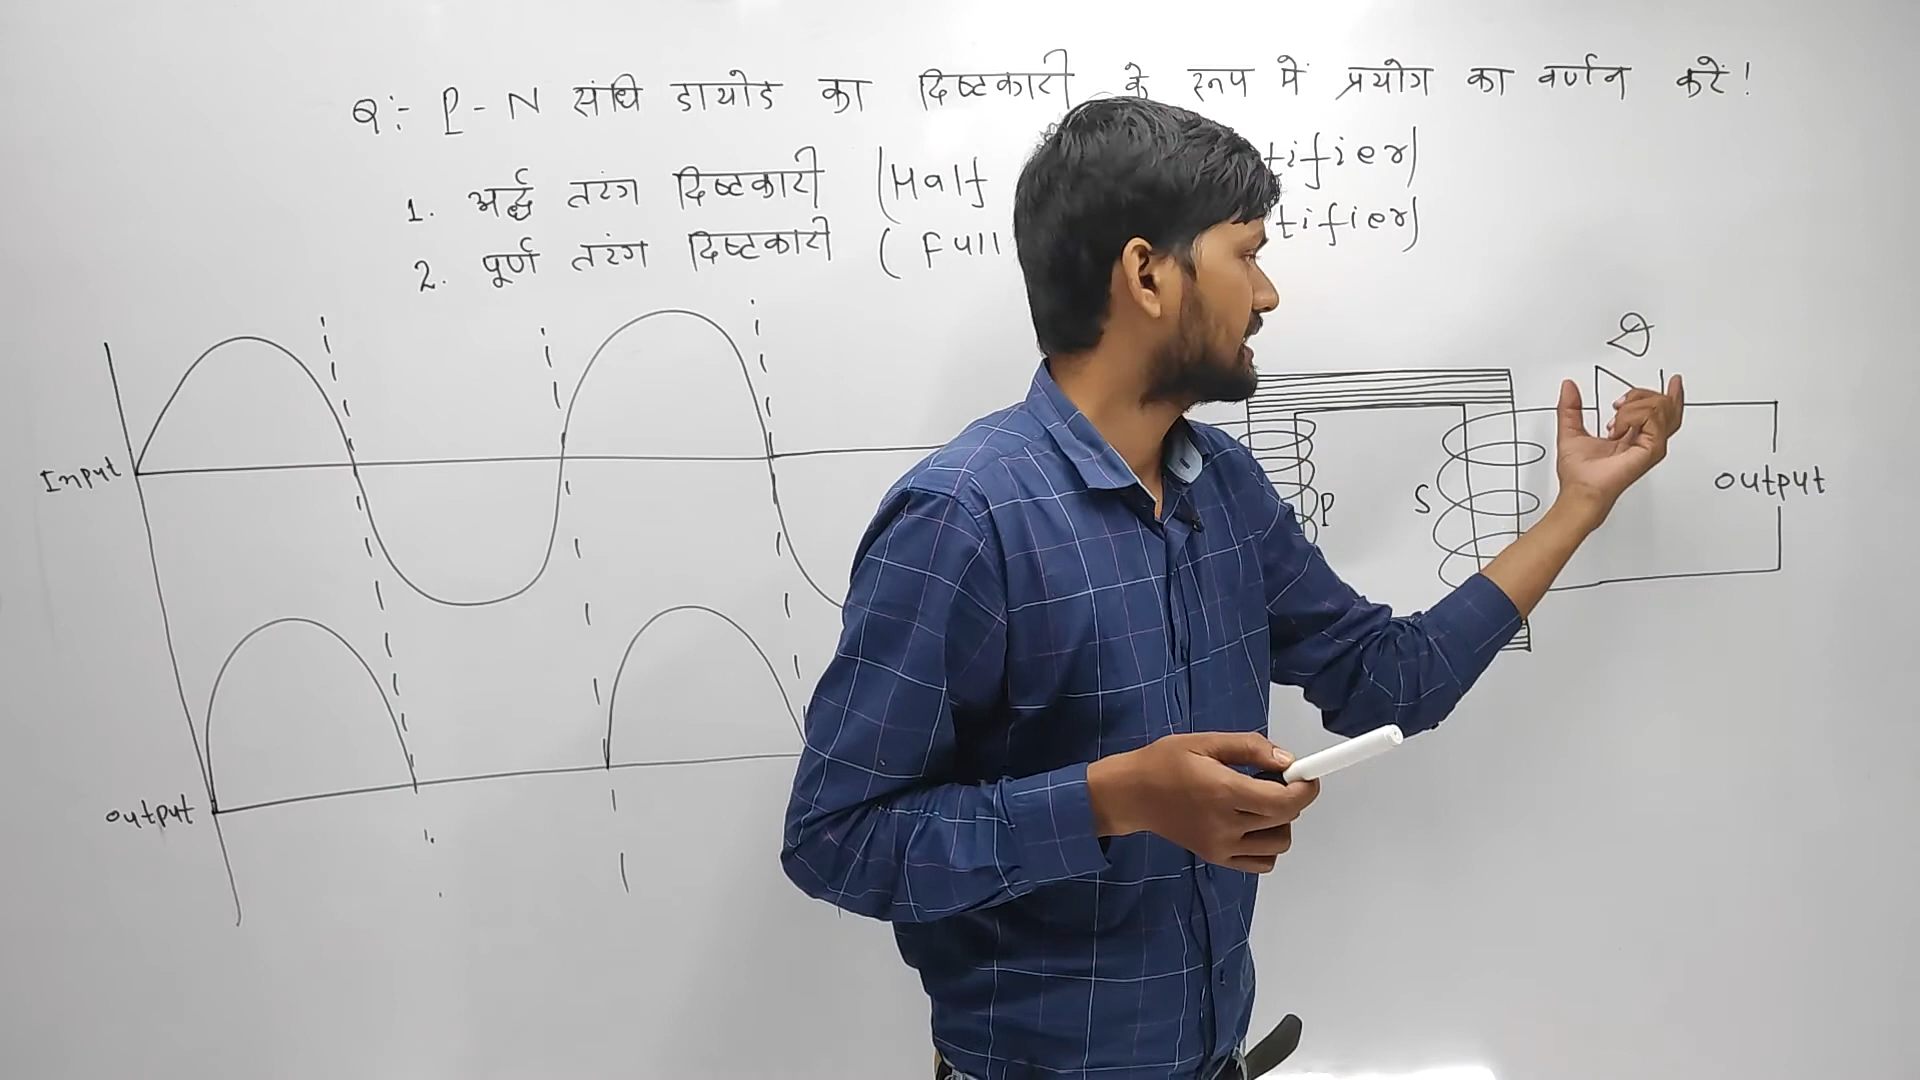 Q:- P-N संधि डायोड का दिष्टकारी के रूप में प्रयोग का वर्णन करें!
1. अर्द्ध तरंग दिष्टकारी (Half tifier)
2. पूर्ण तरंग दिष्टकारी (Full tifier)
Input
P
S
output
output